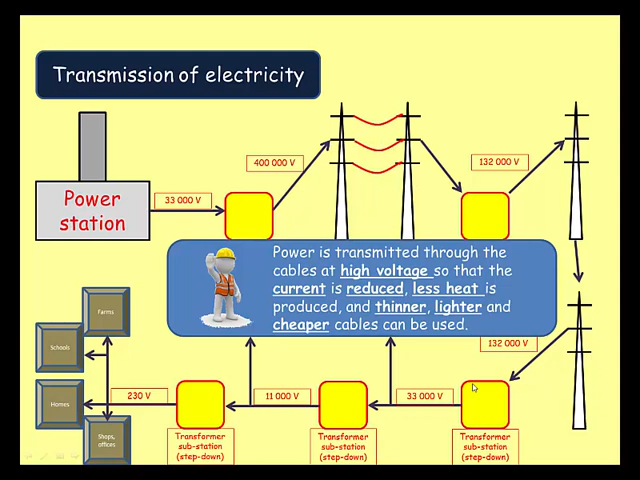 Transmission of electricity
400 000 V
132 000 V
Power
station
33 000 V
Power is transmitted through the
cables at high voltage so that the
current is reduced, less heat is
produced, and thinner, lighter and
cheaper cables can be used.
Farms
Schools
132 000 V
Homes
230 V
11 000 V
33 000 V
Shops,
offices
Transformer
sub-station
(step-down)
Transformer
sub-station
(step-down)
Transformer
sub-station
(step-down)